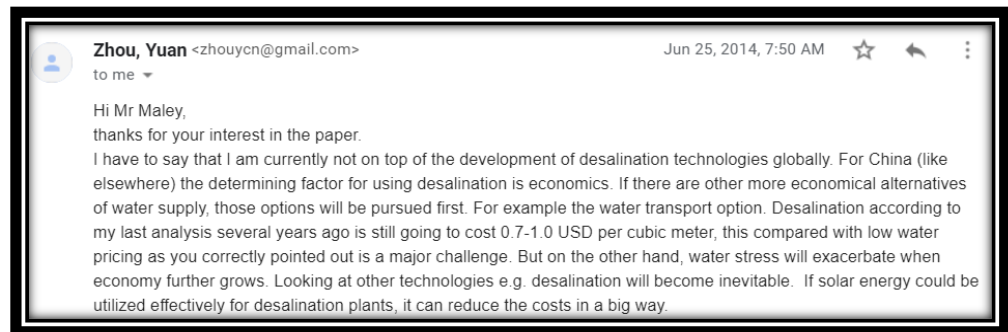 Zhou, Yuan <zhouycn@gmail.com> Jun 25, 2014, 7:50 AM
to me
Hi Mr Maley,
thanks for your interest in the paper.
I have to say that I am currently not on top of the development of desalination technologies globally. For China (like
elsewhere) the determining factor for using desalination is economics. If there are other more economical alternatives
of water supply, those options will be pursued first. For example the water transport option. Desalination according to
my last analysis several years ago is still going to cost 0.7-1.0 USD per cubic meter, this compared with low water
pricing as you correctly pointed out is a major challenge. But on the other hand, water stress will exacerbate when
economy further grows. Looking at other technologies e.g. desalination will become inevitable.  If solar energy could be
utilized effectively for desalination plants, it can reduce the costs in a big way.